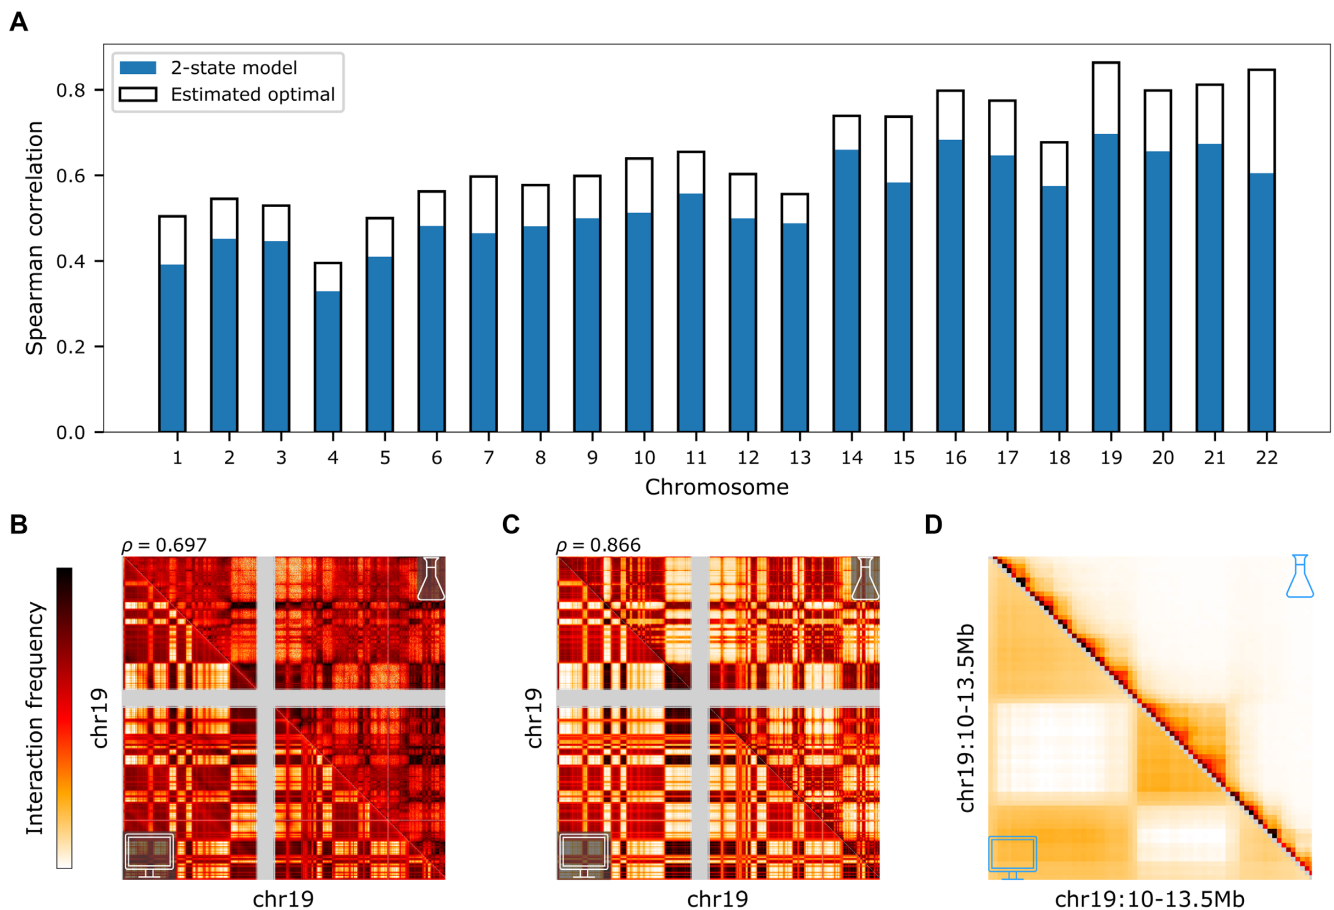 A
2-state model
Estimated optimal
Spearman correlation
0.8
0.6
0.4
0.2
0.0
1 2 3 4 5 6 7 8 9 10 11 12 13 14 15 16 17 18 19 20 21 22
Chromosome
B
ρ = 0.697
Interaction frequency
chr19
chr19
C
ρ = 0.866
chr19
chr19
D
chr19:10-13.5Mb
chr19:10-13.5Mb